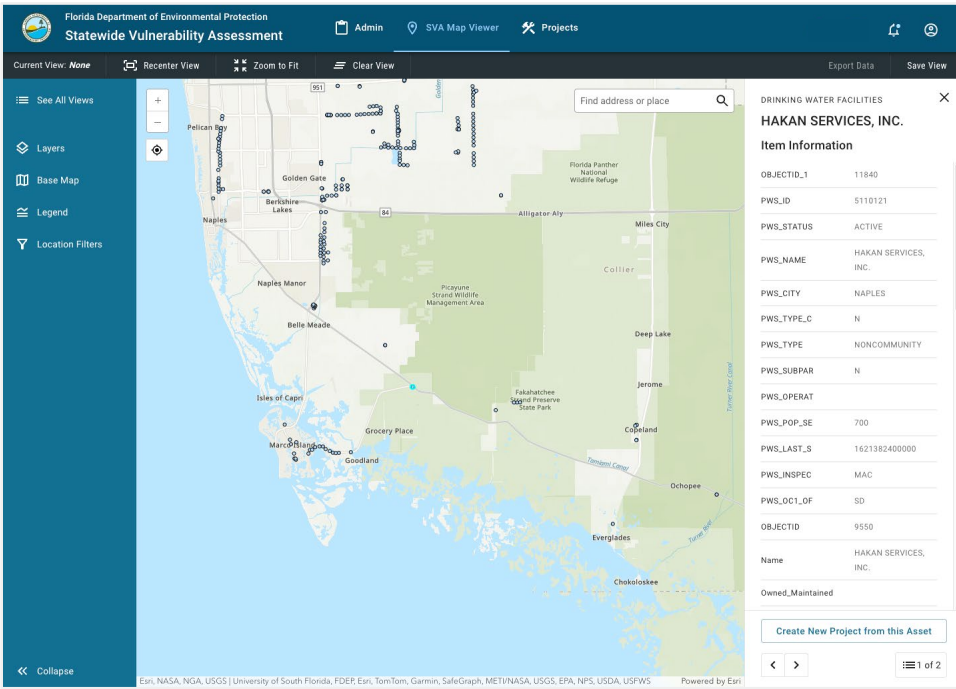 Florida Department of Environmental Protection
Statewide Vulnerability Assessment
Admin
SVA Map Viewer
Projects
Current View: None
Recenter View
Zoom to Fit
Clear View
Export Data
Save View
See All Views
Layers
Base Map
Legend
Location Filters
Collapse
+
−
Find address or place
951
Golden
Pelican Bay
Golden Gate
Florida Panther
National
Wildlife Refuge
Berkshire
Lakes
84
Alligator Aly
Naples
Miles City
Collier
Naples Manor
Picayune
Strand Wildlife
Management Area
Belle Meade
Deep Lake
Turner River Canal
Jerome
Isles of Capri
Fakahatchee
Strand Preserve
State Park
Grocery Place
Copeland
Marco Island
Goodland
Tamiami Canal
Ochopee
Everglades
Turner River
Chokoloskee
Esri, NASA, NGA, USGS | University of South Florida, FDEP, Esri, TomTom, Garmin, SafeGraph, METI/NASA, USGS, EPA, NPS, USDA, USFWS
Powered by Esri
DRINKING WATER FACILITIES
HAKAN SERVICES, INC.
Item Information
OBJECTID_1 11840
PWS_ID 5110121
PWS_STATUS ACTIVE
PWS_NAME HAKAN SERVICES,
INC.
PWS_CITY NAPLES
PWS_TYPE_C N
PWS_TYPE NONCOMMUNITY
PWS_SUBPAR N
PWS_OPERAT
PWS_POP_SE 700
PWS_LAST_S 1621382400000
PWS_INSPEC MAC
PWS_OC1_OF SD
OBJECTID 9550
Name HAKAN SERVICES,
INC.
Owned_Maintained
Create New Project from this Asset
1 of 2